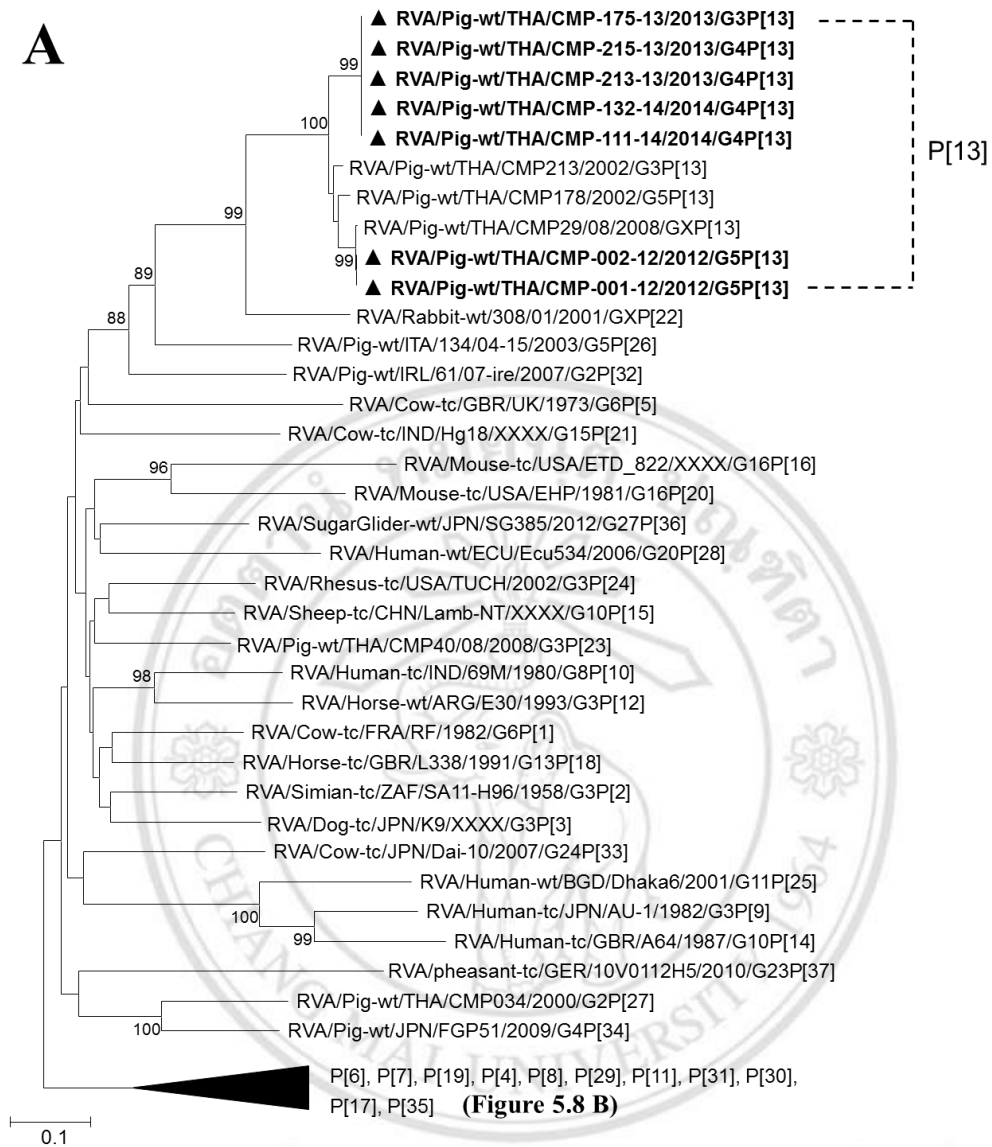 A
RVA/Pig-wt/THA/CMP-175-13/2013/G3P[13]
99
▲ RVA/Pig-wt/THA/CMP-215-13/2013/G4P[13]
▲ RVA/Pig-wt/THA/CMP-213-13/2013/G4P[13]
▲ RVA/Pig-wt/THA/CMP-132-14/2014/G4P[13]
100
▲ RVA/Pig-wt/THA/CMP-111-14/2014/G4P[13]
P[13]
RVA/Pig-wt/THA/CMP213/2002/G3P[13]
RVA/Pig-wt/THA/CMP178/2002/G5P[13]
99
RVA/Pig-wt/THA/CMP29/08/2008/GXP[13]
99
▲ RVA/Pig-wt/THA/CMP-002-12/2012/G5P[13]
89
▲ RVA/Pig-wt/THA/CMP-001-12/2012/G5P[13]
88
RVA/Rabbit-wt/308/01/2001/GXP[22]
RVA/Pig-wt/ITA/134/04-15/2003/G5P[26]
RVA/Pig-wt/IRL/61/07-ire/2007/G2P[32]
RVA/Cow-tc/GBR/UK/1973/G6P[5]
RVA/Cow-tc/IND/Hg18/XXXX/G15P[21]
96
RVA/Mouse-tc/USA/ETD_822/XXXX/G16P[16]
RVA/Mouse-tc/USA/EHP/1981/G16P[20]
RVA/SugarGlider-wt/JPN/SG385/2012/G27P[36]
RVA/Human-wt/ECU/Ecu534/2006/G20P[28]
RVA/Rhesus-tc/USA/TUCH/2002/G3P[24]
RVA/Sheep-tc/CHN/Lamb-NT/XXXX/G10P[15]
RVA/Pig-wt/THA/CMP40/08/2008/G3P[23]
98
RVA/Human-tc/IND/69M/1980/G8P[10]
RVA/Horse-wt/ARG/E30/1993/G3P[12]
RVA/Cow-tc/FRA/RF/1982/G6P[1]
RVA/Horse-tc/GBR/L338/1991/G13P[18]
RVA/Simian-tc/ZAF/SA11-H96/1958/G3P[2]
RVA/Dog-tc/JPN/K9/XXXX/G3P[3]
RVA/Cow-tc/JPN/Dai-10/2007/G24P[33]
RVA/Human-wt/BGD/Dhaka6/2001/G11P[25]
100
RVA/Human-tc/JPN/AU-1/1982/G3P[9]
99
RVA/Human-tc/GBR/A64/1987/G10P[14]
RVA/pheasant-tc/GER/10V0112H5/2010/G23P[37]
RVA/Pig-wt/THA/CMP034/2000/G2P[27]
100
RVA/Pig-wt/JPN/FGP51/2009/G4P[34]
P[6], P[7], P[19], P[4], P[8], P[29], P[11], P[31], P[30],
P[17], P[35] (Figure 5.8 B)
0.1
CHIANG MAI UNIVERSITY 1964